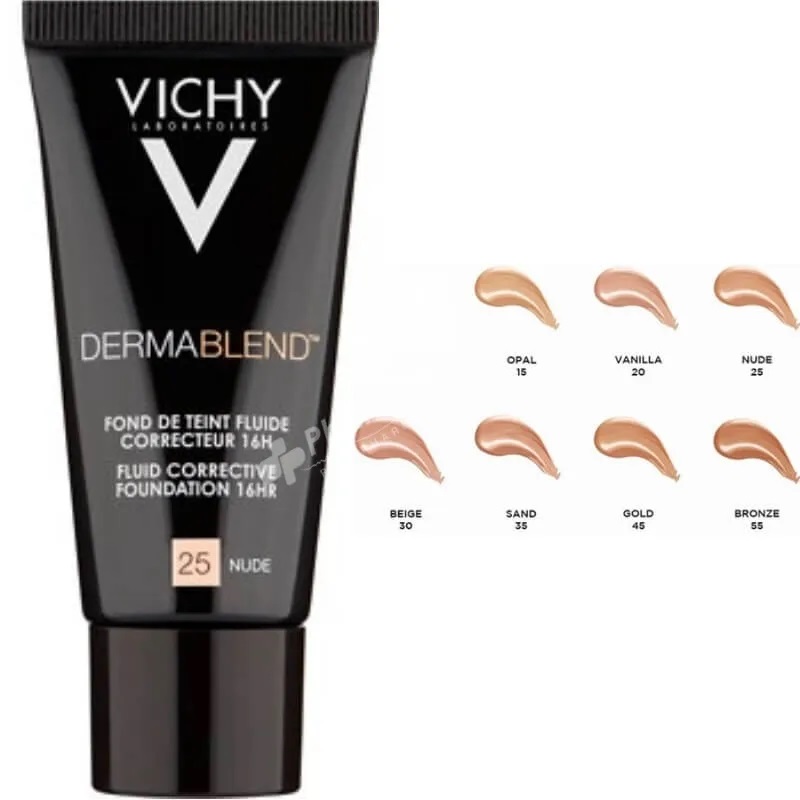 VICHY
LABORATOIRES
V
DERMABLEND™
FOND DE TEINT FLUIDE
CORRECTEUR 16H
FLUID CORRECTIVE
FOUNDATION 16HR
25 NUDE
OPAL
15
VANILLA
20
NUDE
25
BEIGE
30
SAND
35
GOLD
45
BRONZE
55